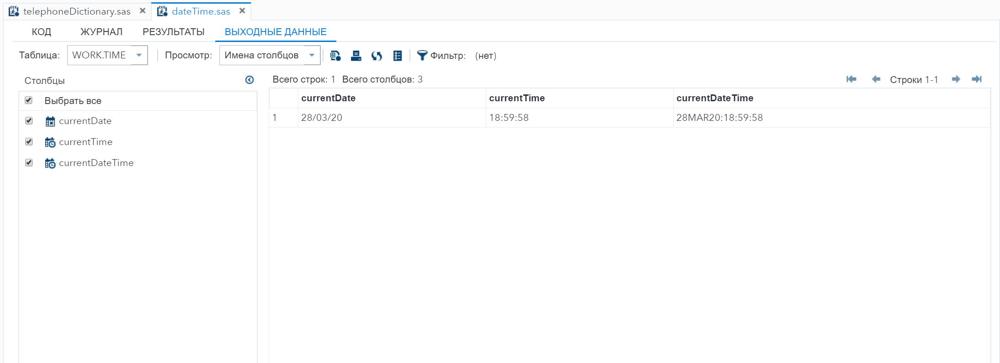 telephoneDictionary.sas dateTime.sas
КОД ЖУРНАЛ РЕЗУЛЬТАТЫ ВЫХОДНЫЕ ДАННЫЕ
Таблица: WORK.TIME Просмотр: Имена столбцов Фильтр: (нет)
Столбцы
Выбрать все
currentDate
currentTime
currentDateTime
Всего строк: 1 Всего столбцов: 3 Строки 1-1
currentDate currentTime currentDateTime
1 28/03/20 18:59:58 28MAR20:18:59:58